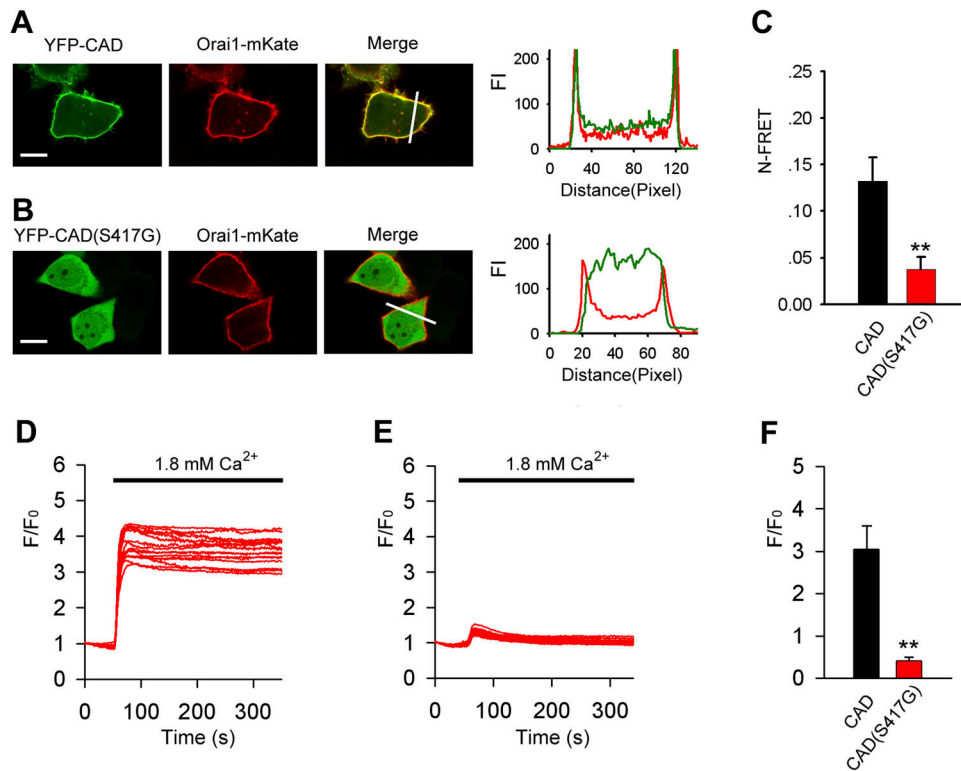 A
YFP-CAD Orai1-mKate Merge
FI
200
100
0
40 80 120
Distance(Pixel)
B
YFP-CAD(S417G) Orai1-mKate Merge
FI
200
100
0
0 20 40 60 80
Distance(Pixel)
C
N-FRET
.25
.20
.15
.10
0.05
0.00
**
CAD
CAD(S417G)
D
1.8 mM Ca2+
F/F0
6
5
4
3
2
1
0
0 100 200 300
Time (s)
E
1.8 mM Ca2+
F/F0
6
5
4
3
2
1
0
0 100 200 300
Time (s)
F
F/F0
5
4
3
2
1
0
**
CAD
CAD(S417G)